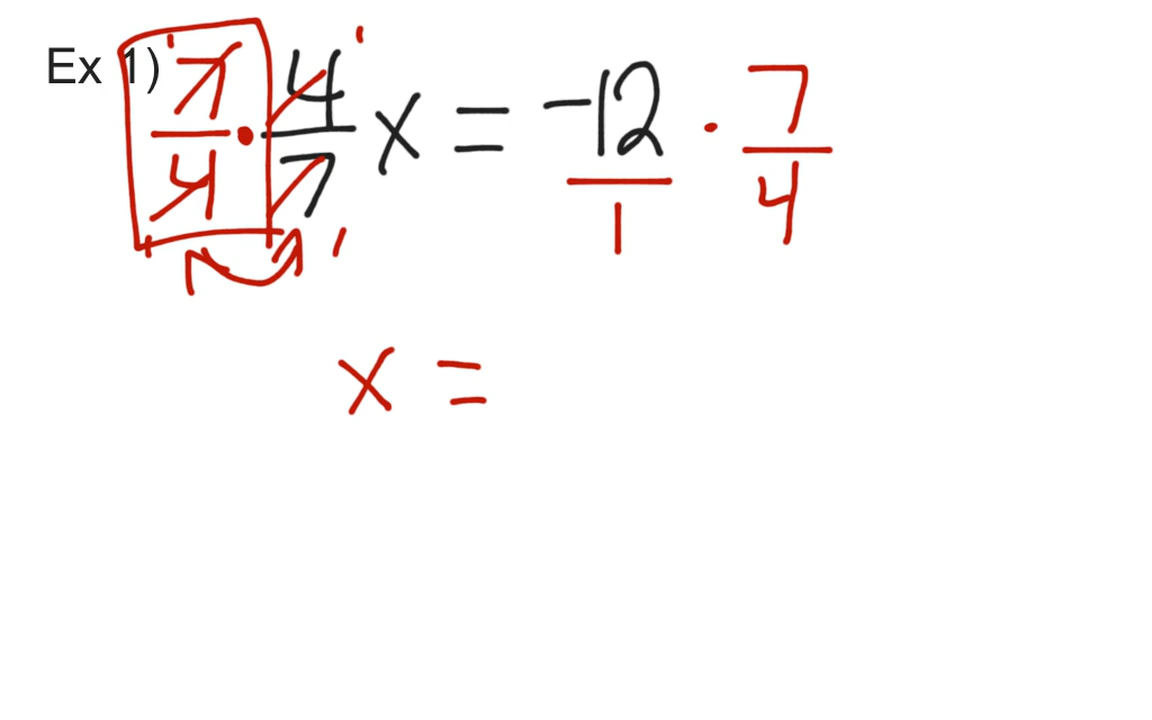 Ex 1) 7/4 · 4/7 x = -12/1 · 7/4
x =